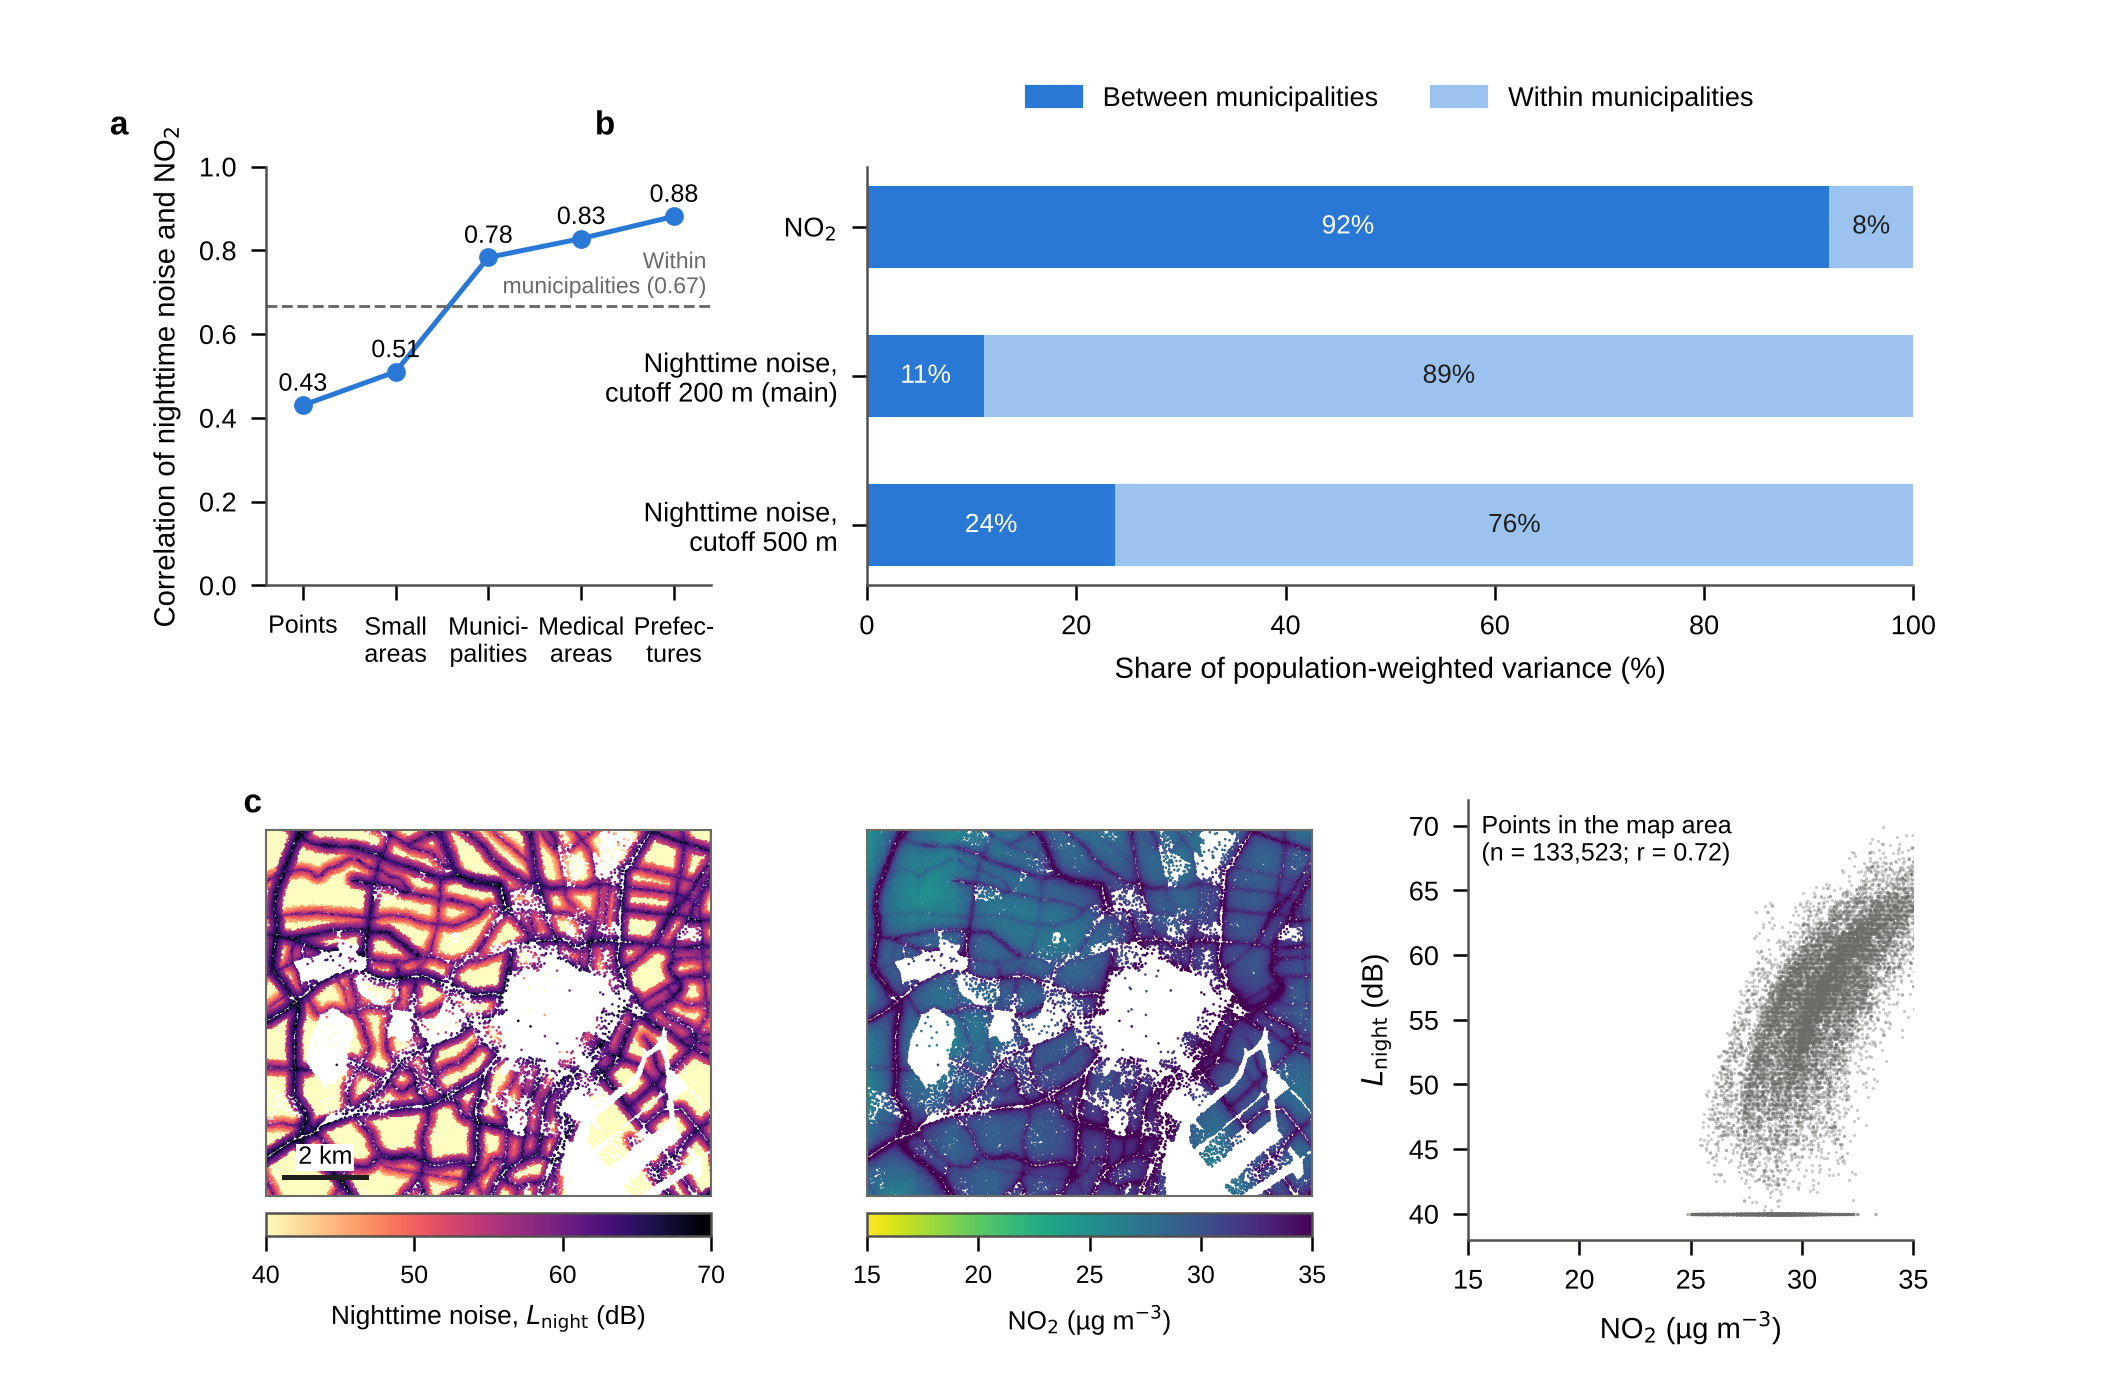 a
Correlation of nighttime noise and NO₂
1.0
0.8
0.6
0.4
0.2
0.0
0.43
0.51
0.78
0.83
0.88
Within
municipalities (0.67)
Points
Small
areas
Munici-
palities
Medical
areas
Prefec-
tures
b
Between municipalities
Within municipalities
NO₂
92%
8%
Nighttime noise,
cutoff 200 m (main)
11%
89%
Nighttime noise,
cutoff 500 m
24%
76%
0
20
40
60
80
100
Share of population-weighted variance (%)
c
2 km
40
50
60
70
Nighttime noise, Lnight (dB)
15
20
25
30
35
NO₂ (µg m⁻³)
Lnight (dB)
70
65
60
55
50
45
40
Points in the map area
(n = 133,523; r = 0.72)
15
20
25
30
35
NO₂ (µg m⁻³)